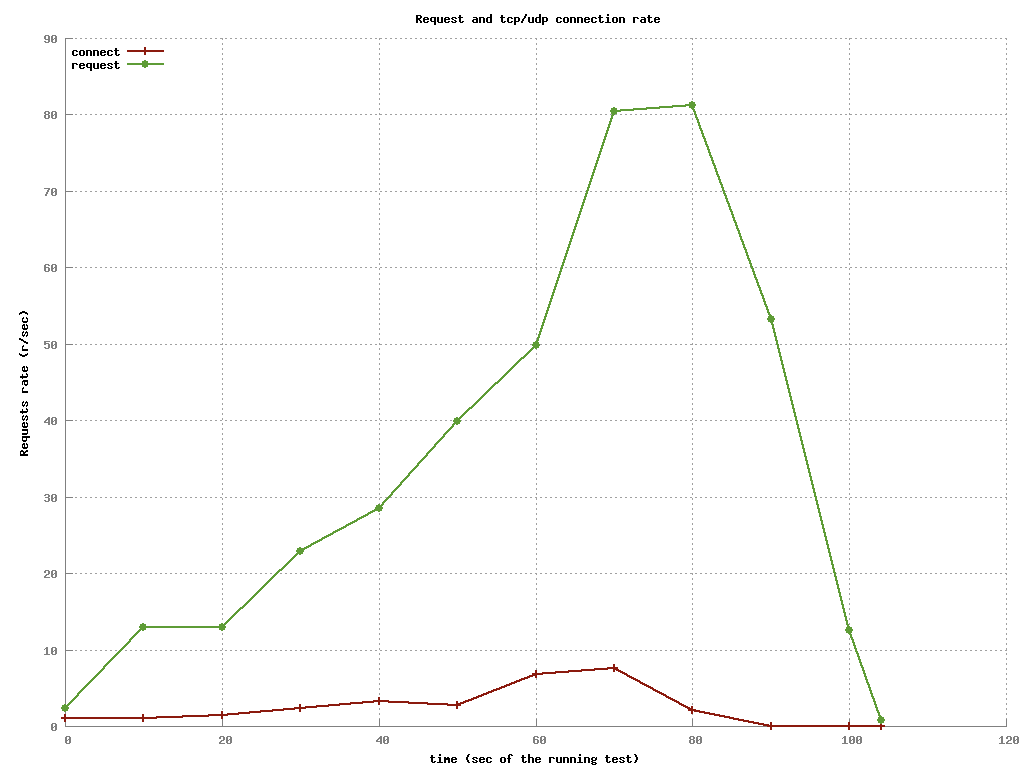 Request and tcp/udp connection rate
connect
request
90
80
70
60
50
40
30
20
10
0
Requests rate (r/sec)
0 20 40 60 80 100 120
time (sec of the running test)